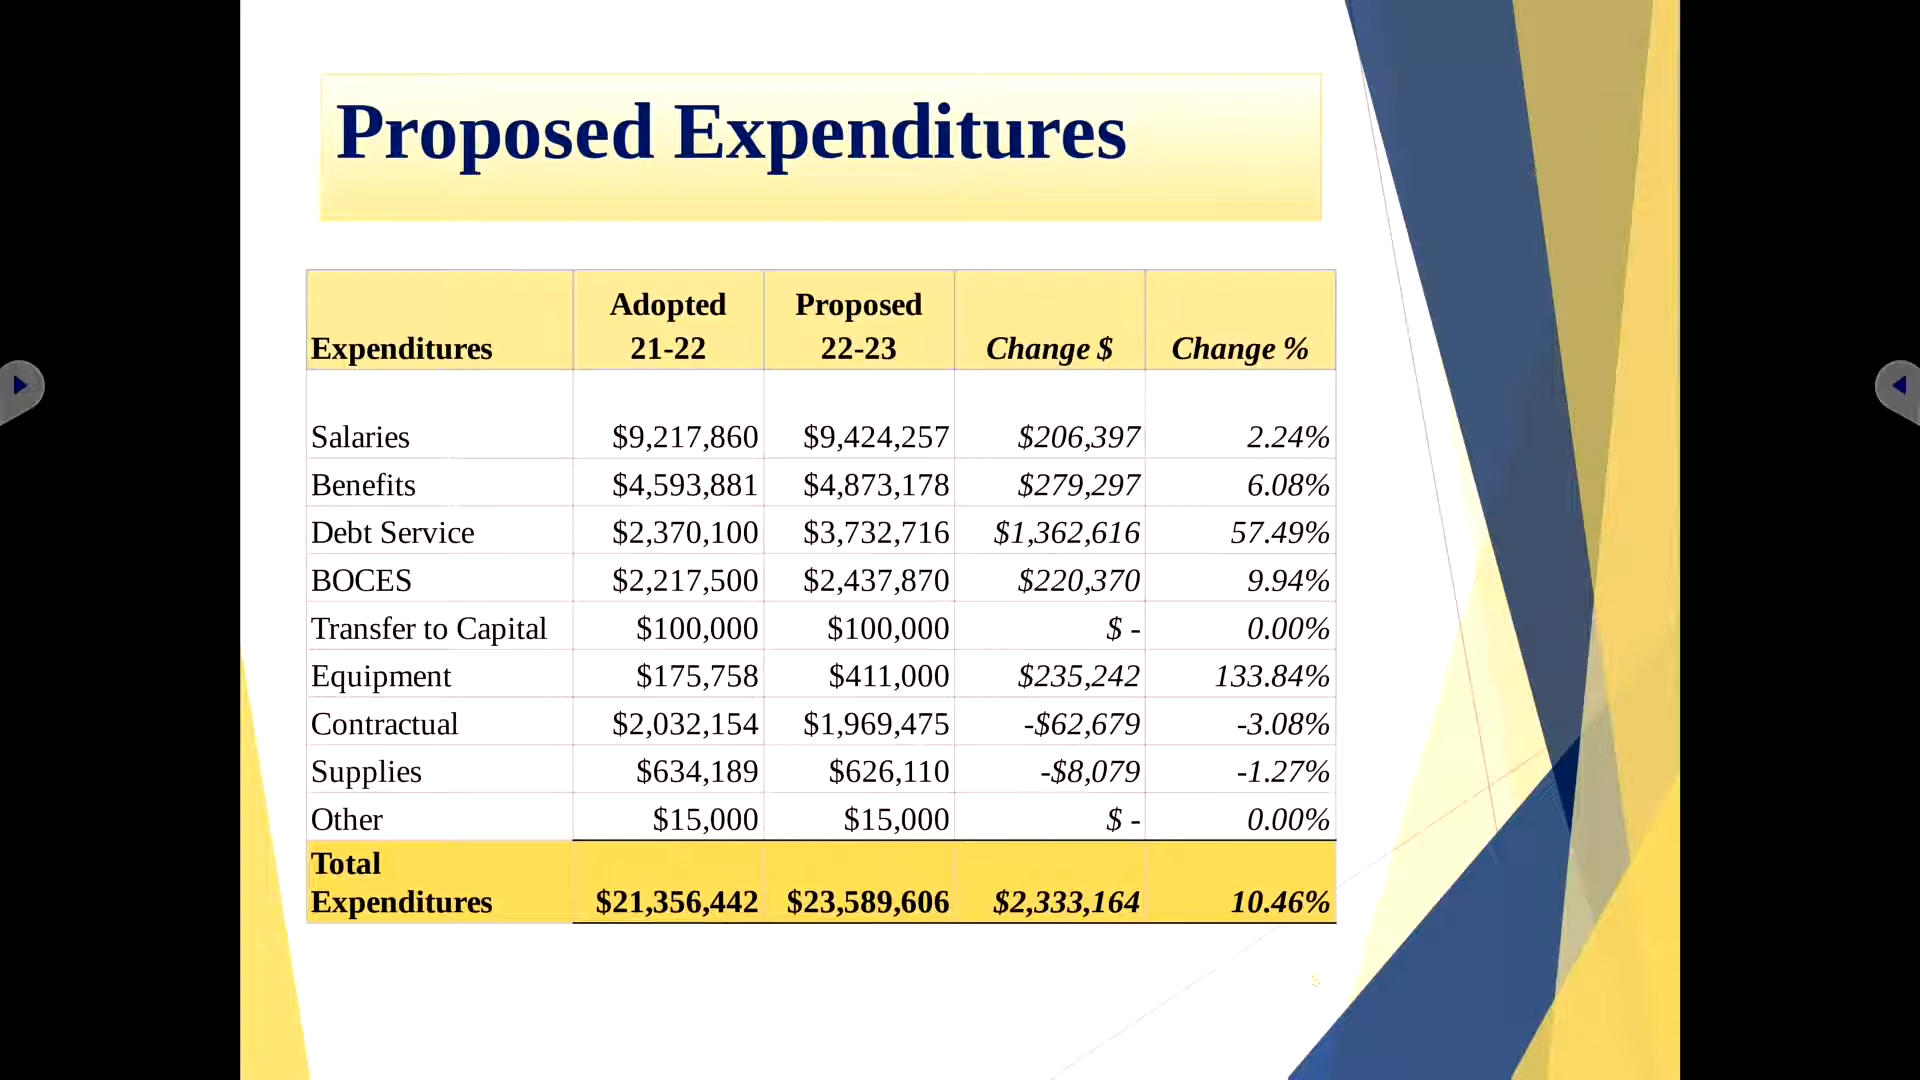 Proposed Expenditures
Expenditures Adopted 21-22 Proposed 22-23 Change $ Change %
Salaries $9,217,860 $9,424,257 $206,397 2.24%
Benefits $4,593,881 $4,873,178 $279,297 6.08%
Debt Service $2,370,100 $3,732,716 $1,362,616 57.49%
BOCES $2,217,500 $2,437,870 $220,370 9.94%
Transfer to Capital $100,000 $100,000 $ - 0.00%
Equipment $175,758 $411,000 $235,242 133.84%
Contractual $2,032,154 $1,969,475 -$62,679 -3.08%
Supplies $634,189 $626,110 -$8,079 -1.27%
Other $15,000 $15,000 $ - 0.00%
Total Expenditures $21,356,442 $23,589,606 $2,333,164 10.46%